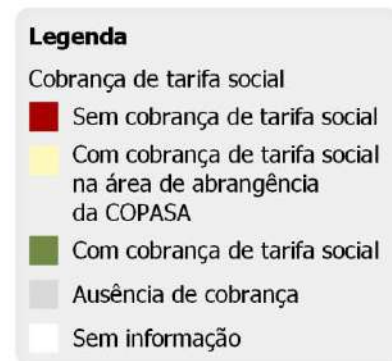 Legenda
Cobrança de tarifa social
Sem cobrança de tarifa social
Com cobrança de tarifa social
na área de abrangência
da COPASA
Com cobrança de tarifa social
Ausência de cobrança
Sem informação